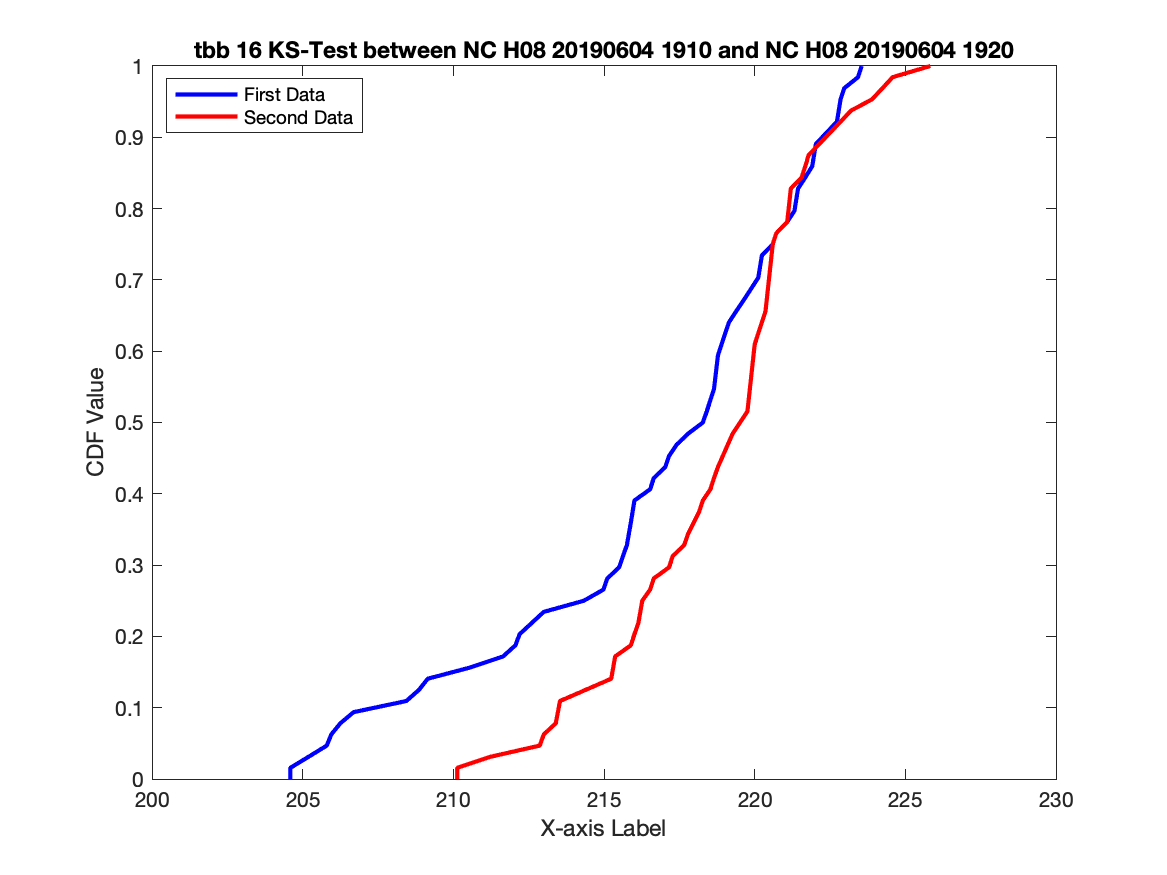 tbb 16 KS-Test between NC H08 20190604 1910 and NC H08 20190604 1920
First Data
Second Data
1
0.9
0.8
0.7
0.6
0.5
0.4
0.3
0.2
0.1
0
CDF Value
200 205 210 215 220 225 230
X-axis Label